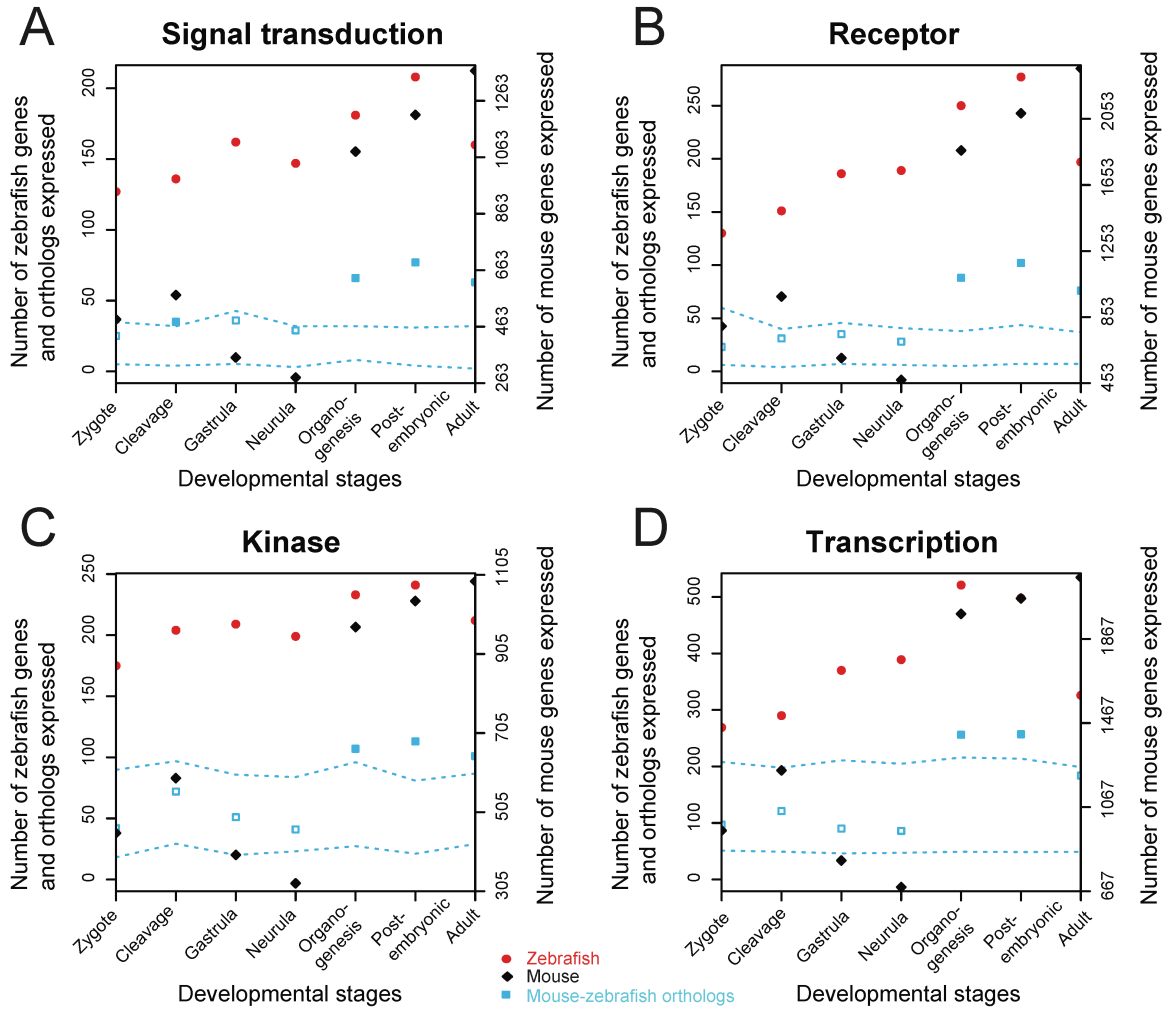 A
Signal transduction
Number of zebrafish genes
and orthologs expressed
200
150
100
50
0
1263
1063
863
663
463
263
Number of mouse genes expressed
Zygote
Cleavage
Gastrula
Neurula
Organo-
genesis
Post-
embryonic
Adult
Developmental stages
B
Receptor
Number of zebrafish genes
and orthologs expressed
250
200
150
100
50
0
2053
1653
1253
853
453
Number of mouse genes expressed
Zygote
Cleavage
Gastrula
Neurula
Organo-
genesis
Post-
embryonic
Adult
Developmental stages
C
Kinase
Number of zebrafish genes
and orthologs expressed
250
200
150
100
50
0
1105
905
705
505
305
Number of mouse genes expressed
Zygote
Cleavage
Gastrula
Neurula
Organo-
genesis
Post-
embryonic
Adult
Developmental stages
D
Transcription
Number of zebrafish genes
and orthologs expressed
500
400
300
200
100
0
1867
1467
1067
667
Number of mouse genes expressed
Zygote
Cleavage
Gastrula
Neurula
Organo-
genesis
Post-
embryonic
Adult
Developmental stages
Zebrafish
Mouse
Mouse-zebrafish orthologs